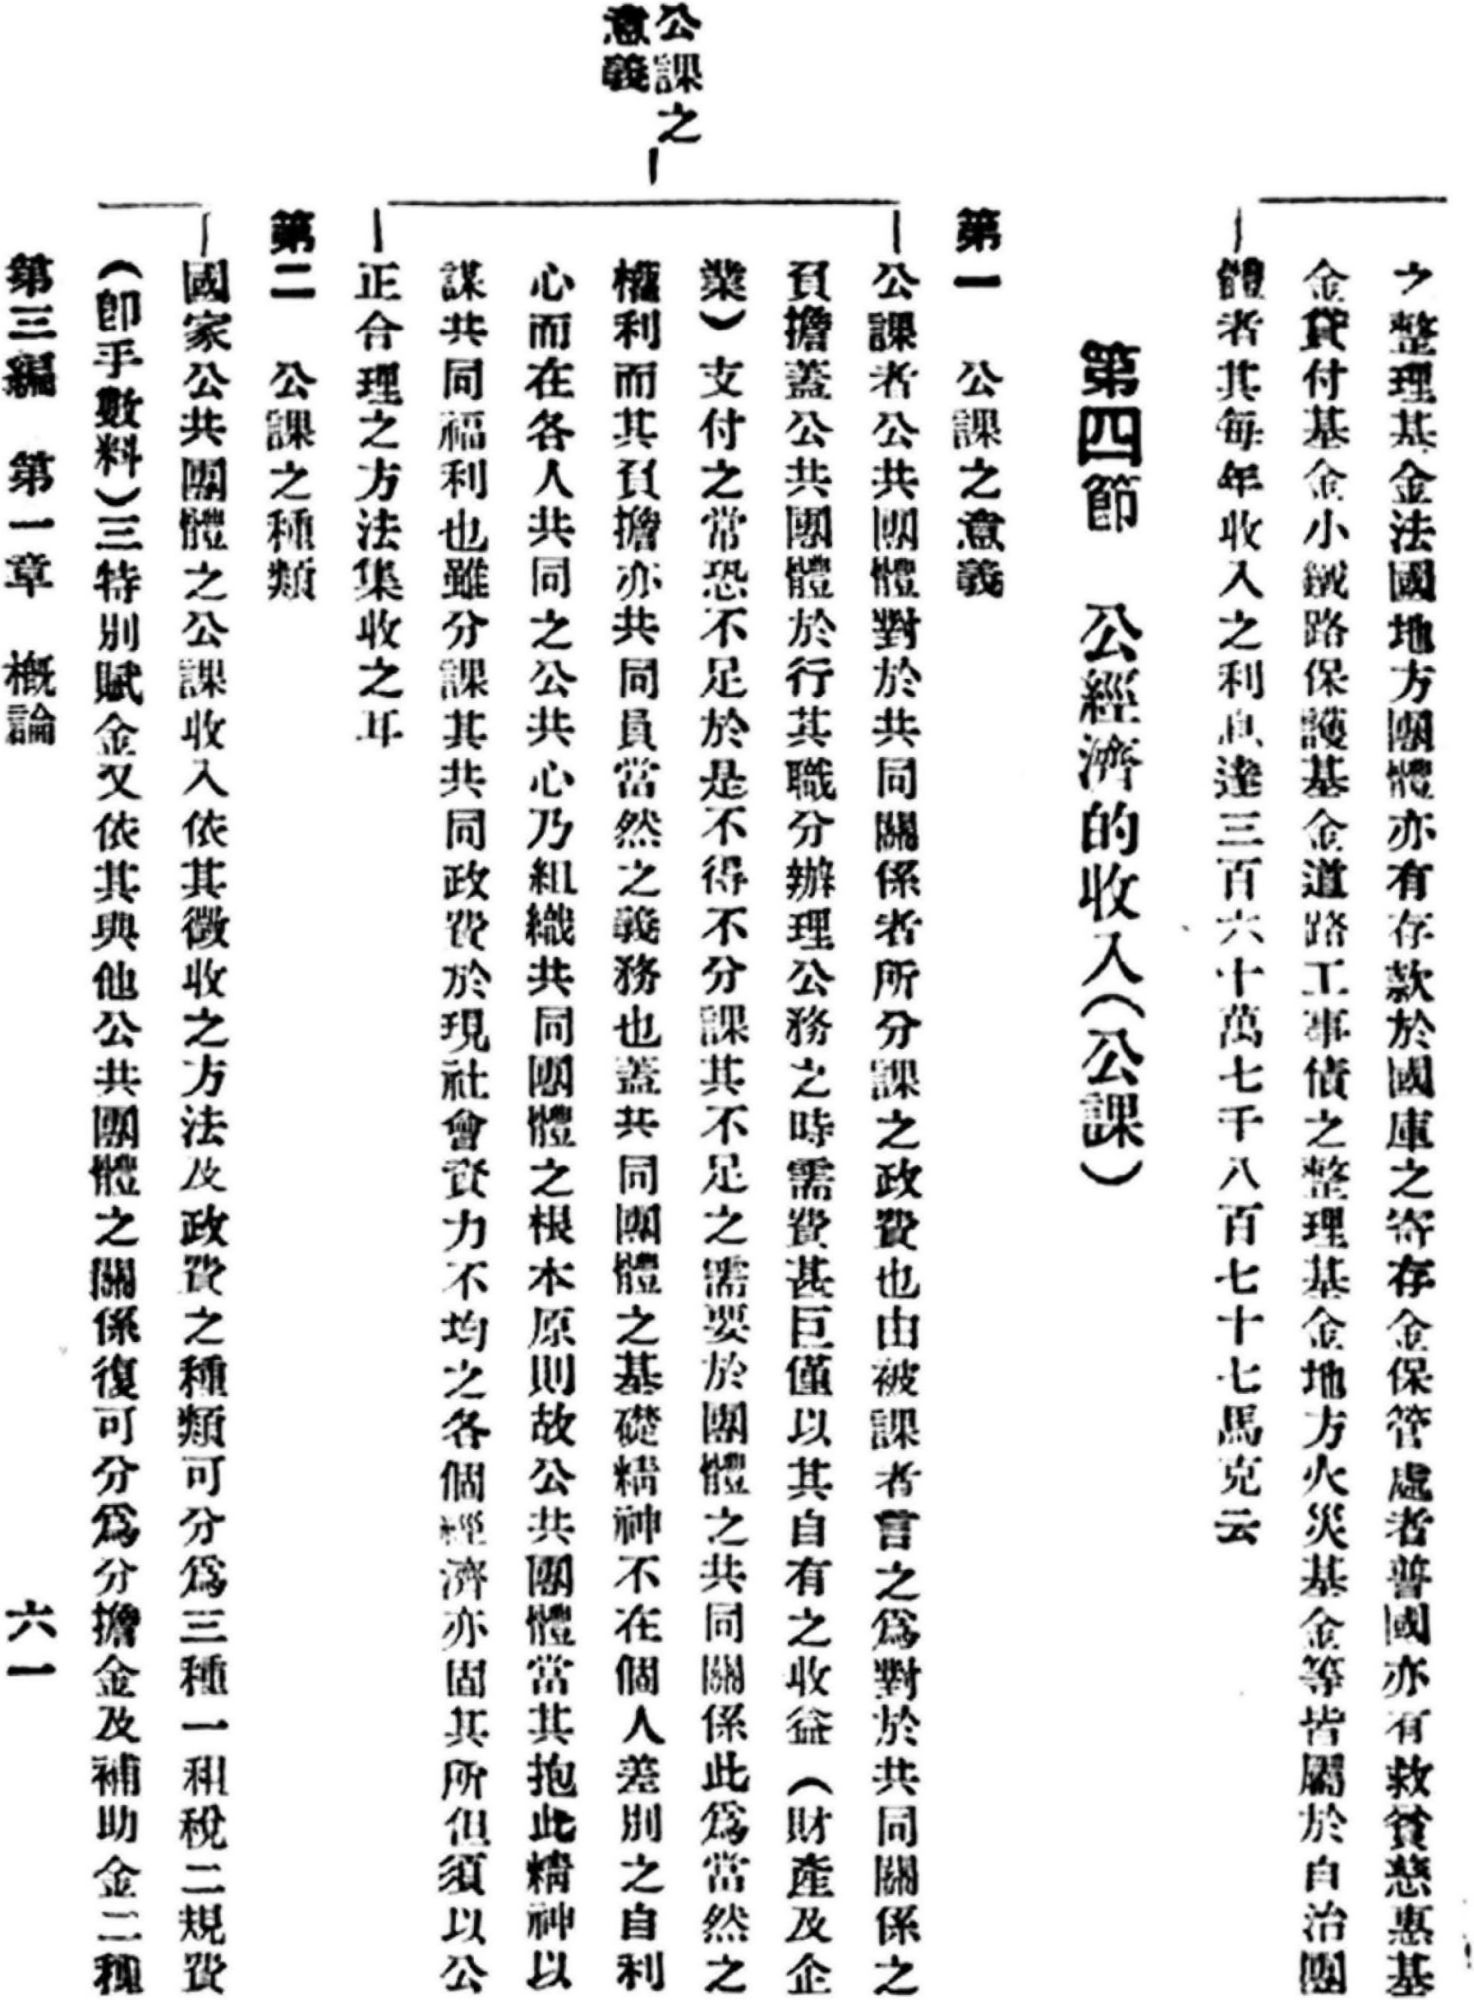 之整理基金法國地方團體亦有存款於國庫之寄存金保管處者普國亦有救貧慈惠基
金貸付基金小鐵路保護基金道路工事債之整理基金地方火災基金等皆屬於自治團
體者其每年收入之利息達三百六十萬七千八百七十七馬克云
第四節 公經濟的收入(公課)
第一 公課之意義
公課之
意義
公課者公共團體對於共同關係者所分課之政費也由被課者言之爲對於共同關係之
負擔蓋公共團體於行其職分辦理公務之時需費甚巨僅以其自有之收益(財產及企
業)支付之常恐不足於是不得不分課其不足之需要於團體之共同關係此爲當然之
權利而其負擔亦共同員當然之義務也蓋共同團體之基礎精神不在個人差別之自利
心而在各人共同之公共心乃組織共同團體之根本原則故公共團體當其抱此精神以
謀共同福利也雖分課其共同政費於現社會資力不均之各個經濟亦固其所但須以公
正合理之方法集收之耳
第二 公課之種類
國家公共團體之公課收入依其徵收之方法及政費之種類可分爲三種一租稅二規費
(即手數料)三特別賦金又依其與他公共團體之關係復可分爲分擔金及補助金二種
第三編 第一章 概論 六一